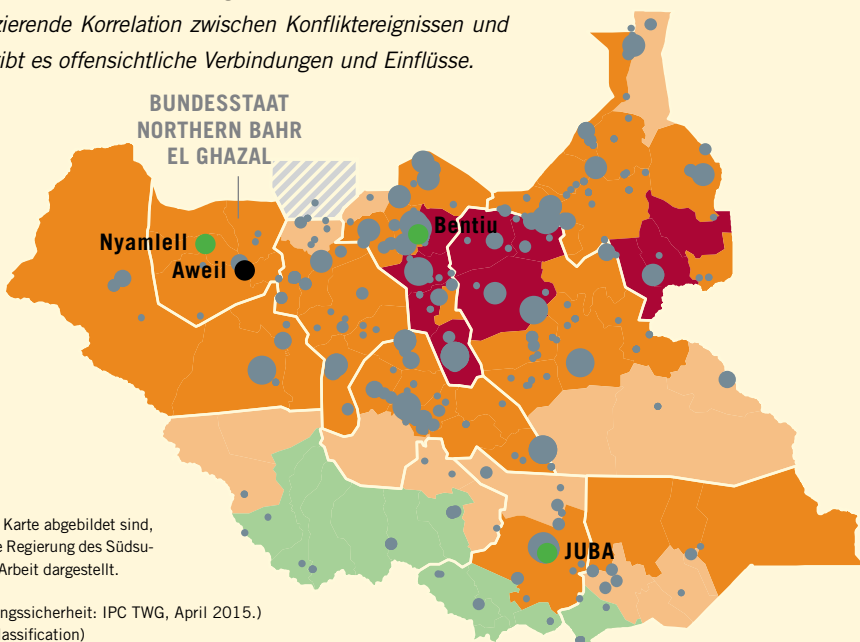 zierende Korrelation zwischen Konfliktereignissen und
ibt es offensichtliche Verbindungen und Einflüsse.
BUNDESSTAAT
NORTHERN BAHR
EL GHAZAL
Bentiu
Nyamlell
Aweil
JUBA
Karte abgebildet sind,
e Regierung des Südsu-
Arbeit dargestellt.
ngssicherheit: IPC TWG, April 2015.)
lassification)